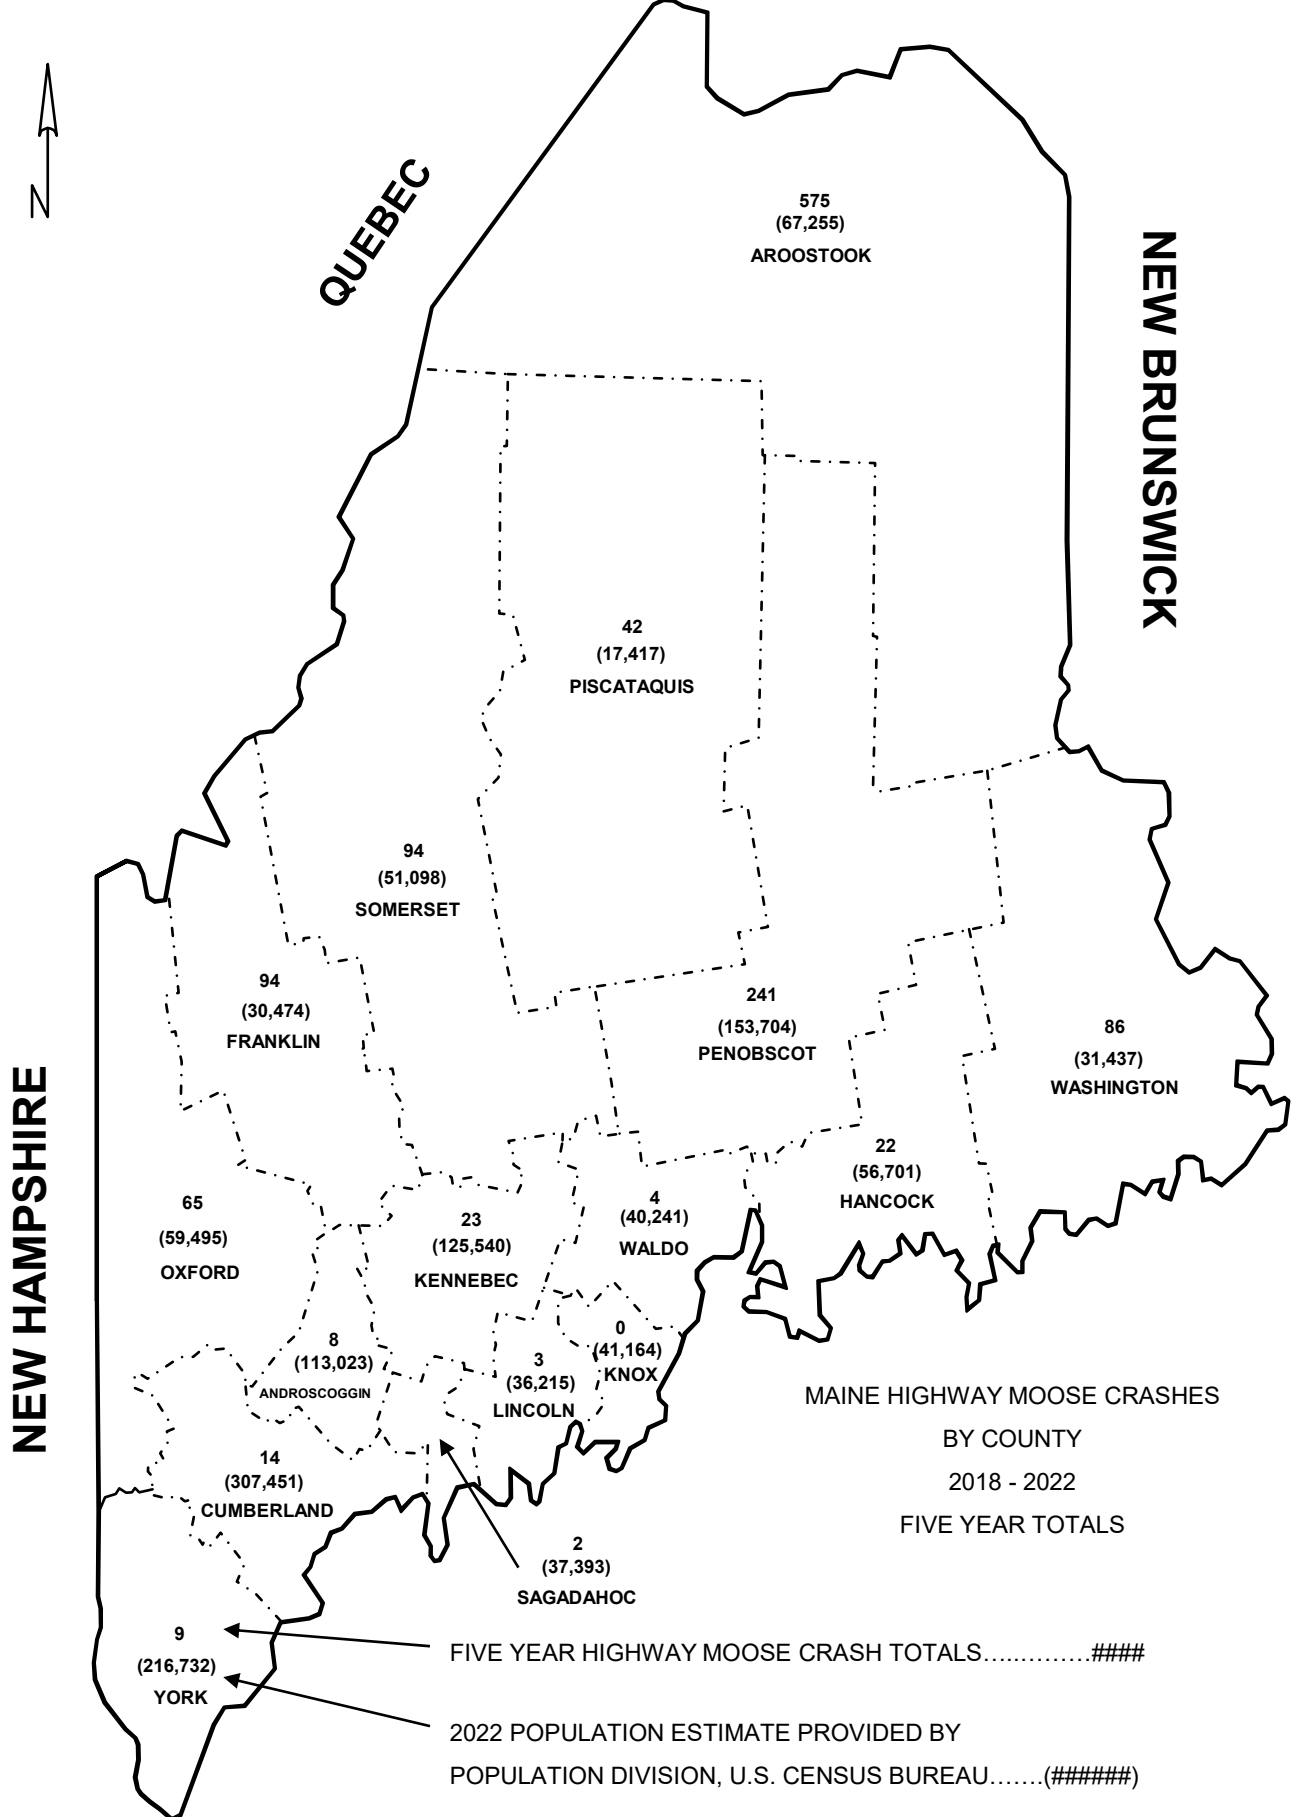 N
QUEBEC
NEW BRUNSWICK
575
(67,255)
AROOSTOOK
42
(17,417)
PISCATAQUIS
94
(51,098)
SOMERSET
94
(30,474)
FRANKLIN
241
(153,704)
PENOBSCOT
86
(31,437)
WASHINGTON
NEW HAMPSHIRE
22
(56,701)
HANCOCK
65
(59,495)
OXFORD
23
(125,540)
KENNEBEC
4
(40,241)
WALDO
8
(113,023)
ANDROSCOGGIN
3
(36,215)
LINCOLN
0
(41,164)
KNOX
14
(307,451)
CUMBERLAND
2
(37,393)
SAGADAHOC
9
(216,732)
YORK
MAINE HIGHWAY MOOSE CRASHES
BY COUNTY
2018 - 2022
FIVE YEAR TOTALS
FIVE YEAR HIGHWAY MOOSE CRASH TOTALS…..………####
2022 POPULATION ESTIMATE PROVIDED BY
POPULATION DIVISION, U.S. CENSUS BUREAU…….(######)